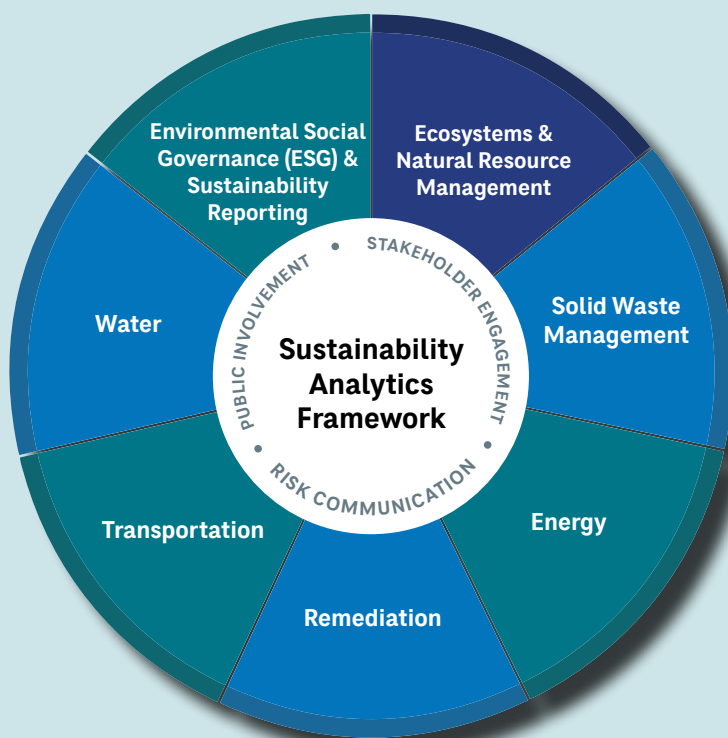 Environmental Social
Governance (ESG) &
Sustainability
Reporting
Ecosystems &
Natural Resource
Management
Solid Waste
Management
Energy
Remediation
Transportation
Water
PUBLIC INVOLVEMENT • STAKEHOLDER ENGAGEMENT • RISK COMMUNICATION •
Sustainability
Analytics
Framework